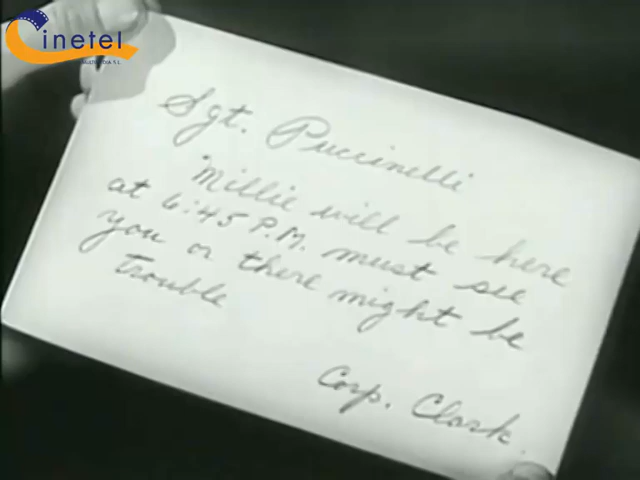 Cinetel
MULTIMEDIA S.L.
Sgt. Puccinelli
Millie will be here
at 6:45 P.M. must see
you or there might be
trouble
Corp. Clark.